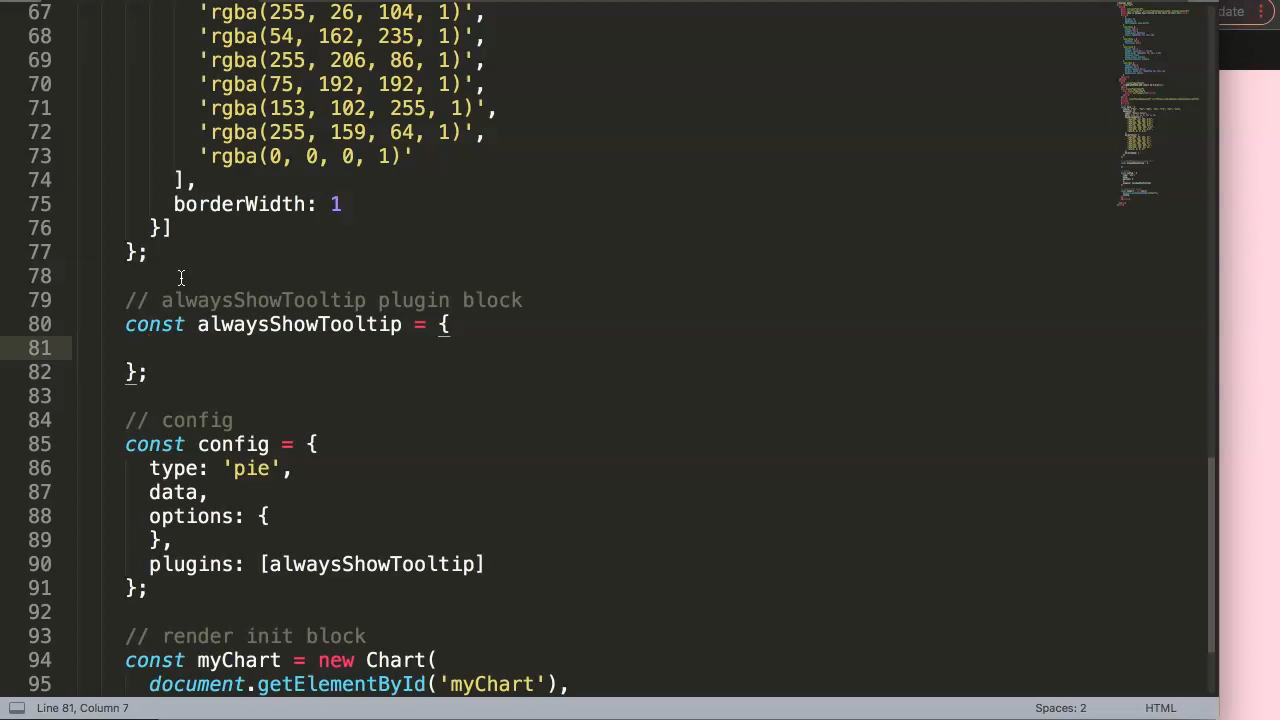 67 'rgba(255, 26, 104, 1)',
68 'rgba(54, 162, 235, 1)',
69 'rgba(255, 206, 86, 1)',
70 'rgba(75, 192, 192, 1)',
71 'rgba(153, 102, 255, 1)',
72 'rgba(255, 159, 64, 1)',
73 'rgba(0, 0, 0, 1)'
74 ],
75 borderWidth: 1
76 }]
77 };
78
79 // alwaysShowTooltip plugin block
80 const alwaysShowTooltip = {
81
82 };
83
84 // config
85 const config = {
86 type: 'pie',
87 data,
88 options: {
89 },
90 plugins: [alwaysShowTooltip]
91 };
92
93 // render init block
94 const myChart = new Chart(
95 document.getElementById('myChart'),
Line 81, Column 7
Spaces: 2
HTML